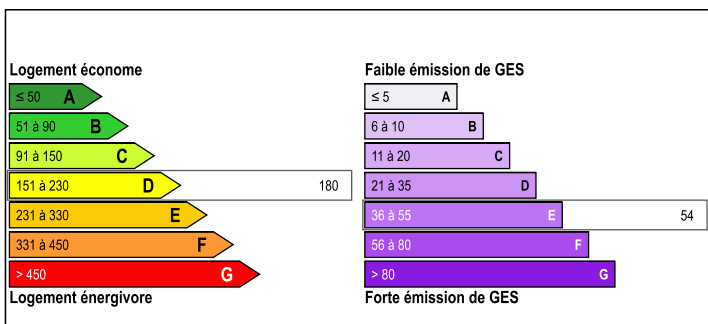 Logement économe
≤ 50 A
51 à 90 B
91 à 150 C
151 à 230 D 180
231 à 330 E
331 à 450 F
> 450 G
Logement énergivore
Faible émission de GES
≤ 5 A
6 à 10 B
11 à 20 C
21 à 35 D
36 à 55 E 54
56 à 80 F
> 80 G
Forte émission de GES